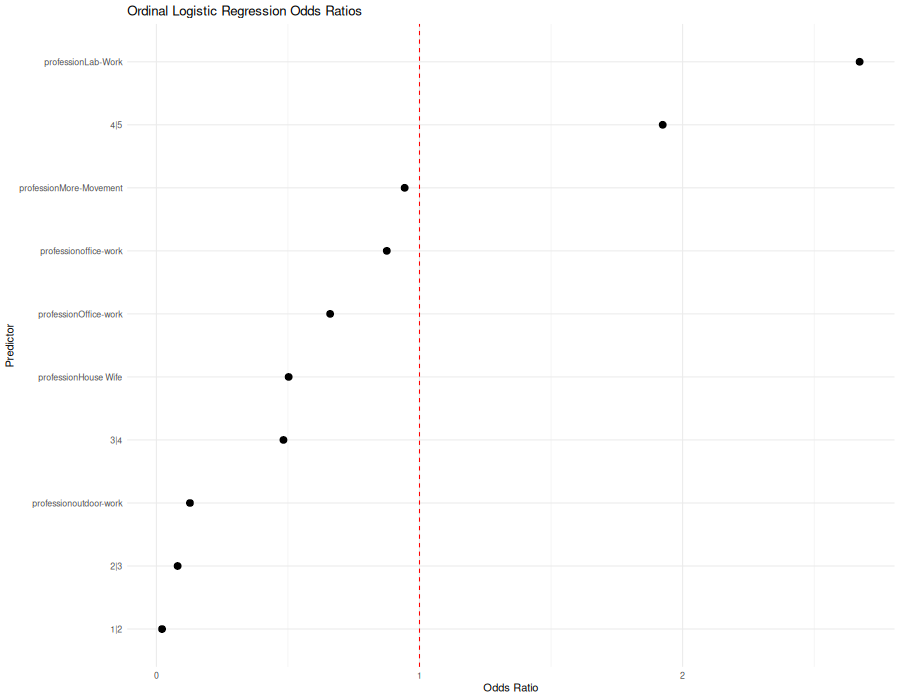 Ordinal Logistic Regression Odds Ratios
professionLab-Work
4|5
professionMore-Movement
professionoffice-work
professionOffice-work
Predictor
professionHouse Wife
3|4
professionoutdoor-work
2|3
1|2
0
1
2
Odds Ratio